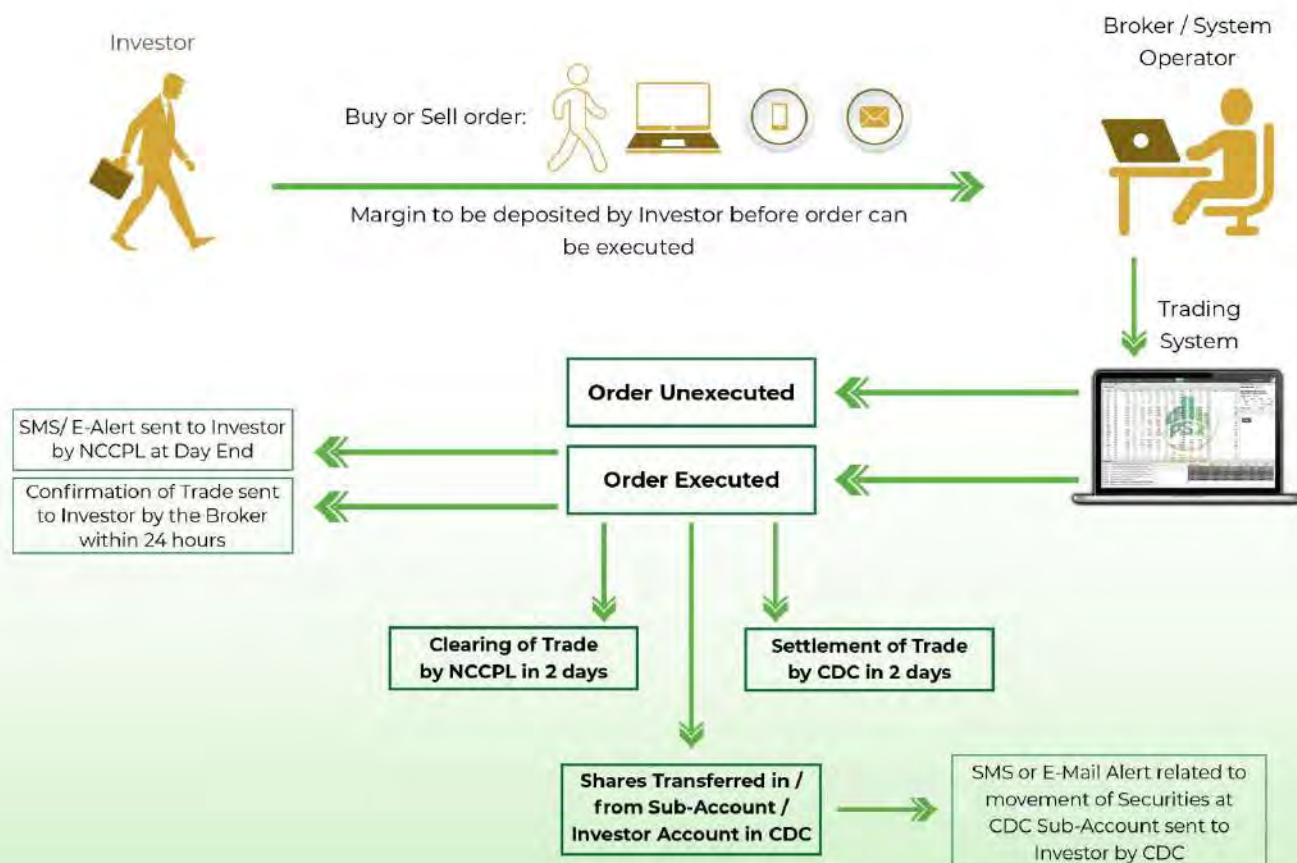 Investor
Broker / System
Operator
Buy or Sell order:
Margin to be deposited by Investor before order can
be executed
Trading
System
Order Unexecuted
SMS/ E-Alert sent to Investor
by NCCPL at Day End
Order Executed
Confirmation of Trade sent
to Investor by the Broker
within 24 hours
Clearing of Trade
by NCCPL in 2 days
Settlement of Trade
by CDC in 2 days
Shares Transferred in /
from Sub-Account /
Investor Account in CDC
SMS or E-Mail Alert related to
movement of Securities at
CDC Sub-Account sent to
Investor by CDC